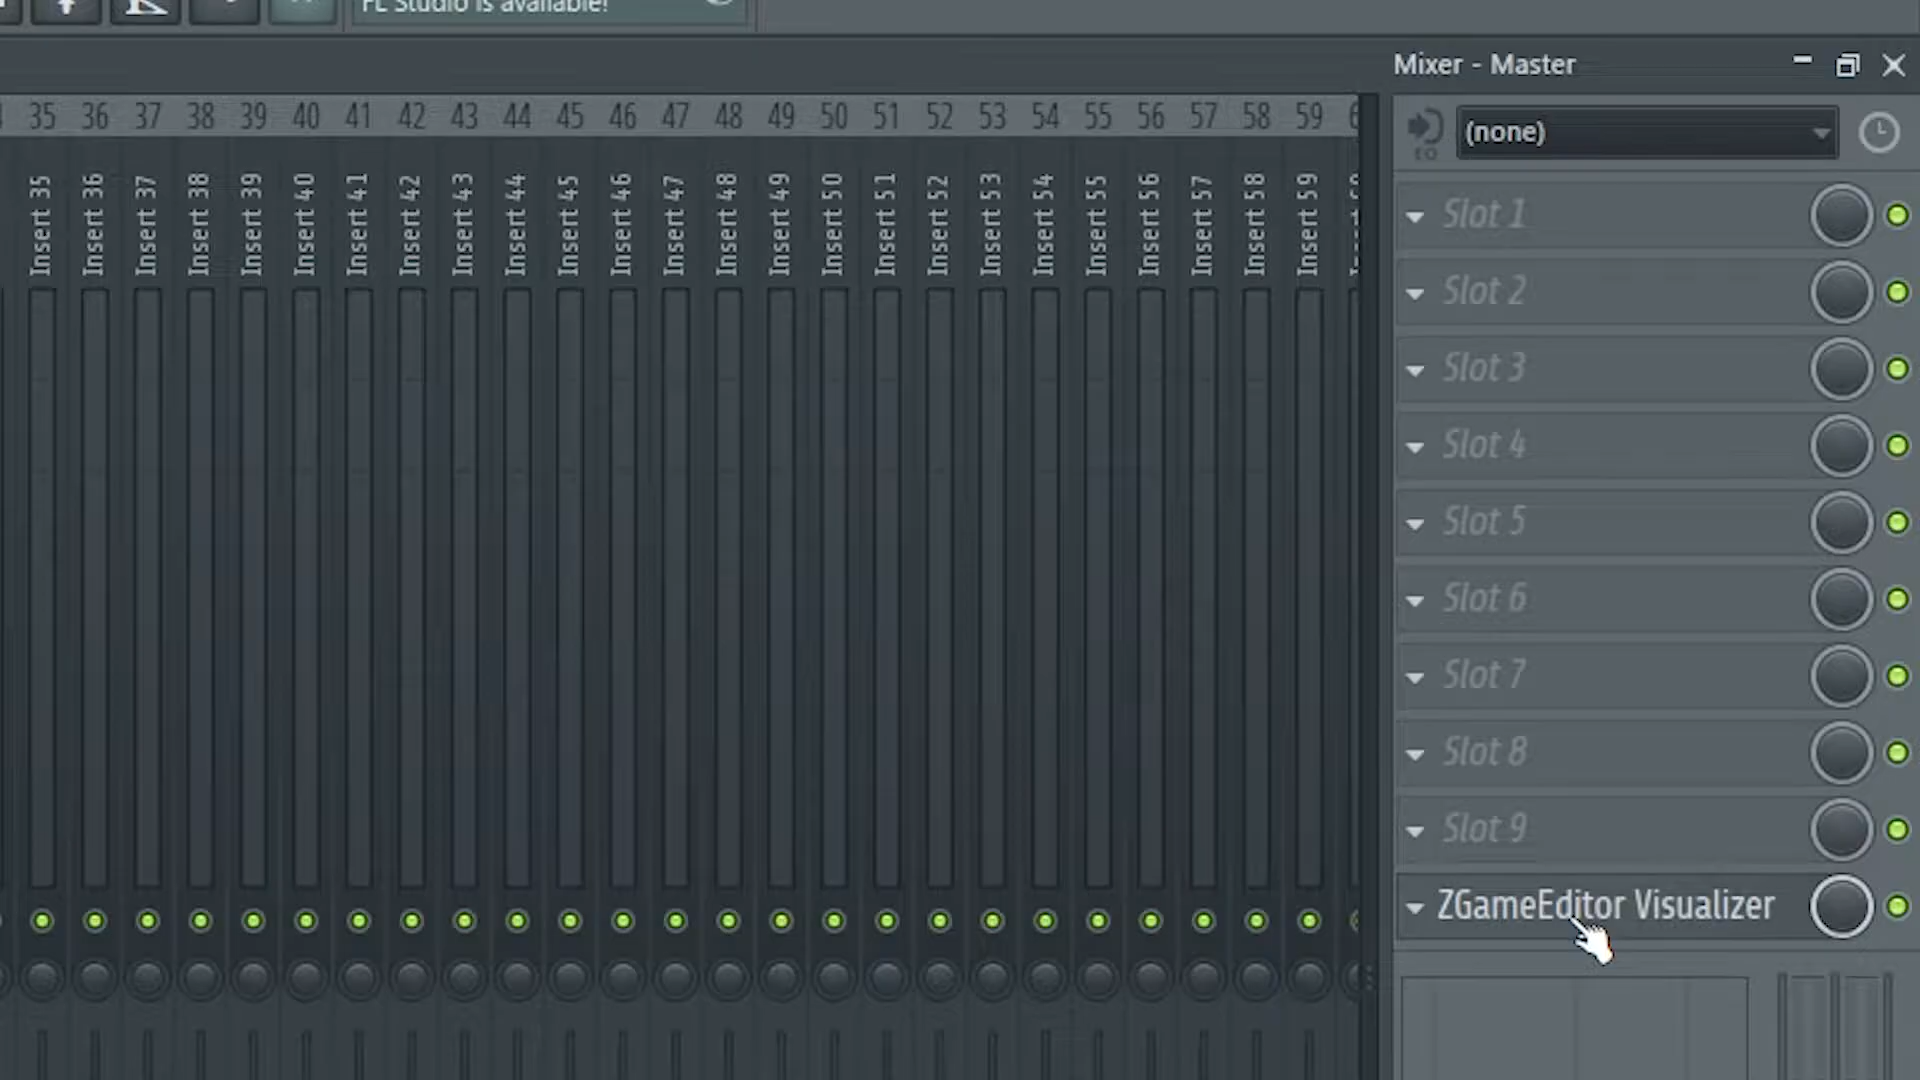 FL Studio is available!
Mixer - Master
35 36 37 38 39 40 41 42 43 44 45 46 47 48 49 50 51 52 53 54 55 56 57 58 59
(none)
EQ
Insert 35
Insert 36
Insert 37
Insert 38
Insert 39
Insert 40
Insert 41
Insert 42
Insert 43
Insert 44
Insert 45
Insert 46
Insert 47
Insert 48
Insert 49
Insert 50
Insert 51
Insert 52
Insert 53
Insert 54
Insert 55
Insert 56
Insert 57
Insert 58
Insert 59
Slot 1
Slot 2
Slot 3
Slot 4
Slot 5
Slot 6
Slot 7
Slot 8
Slot 9
ZGameEditor Visualizer